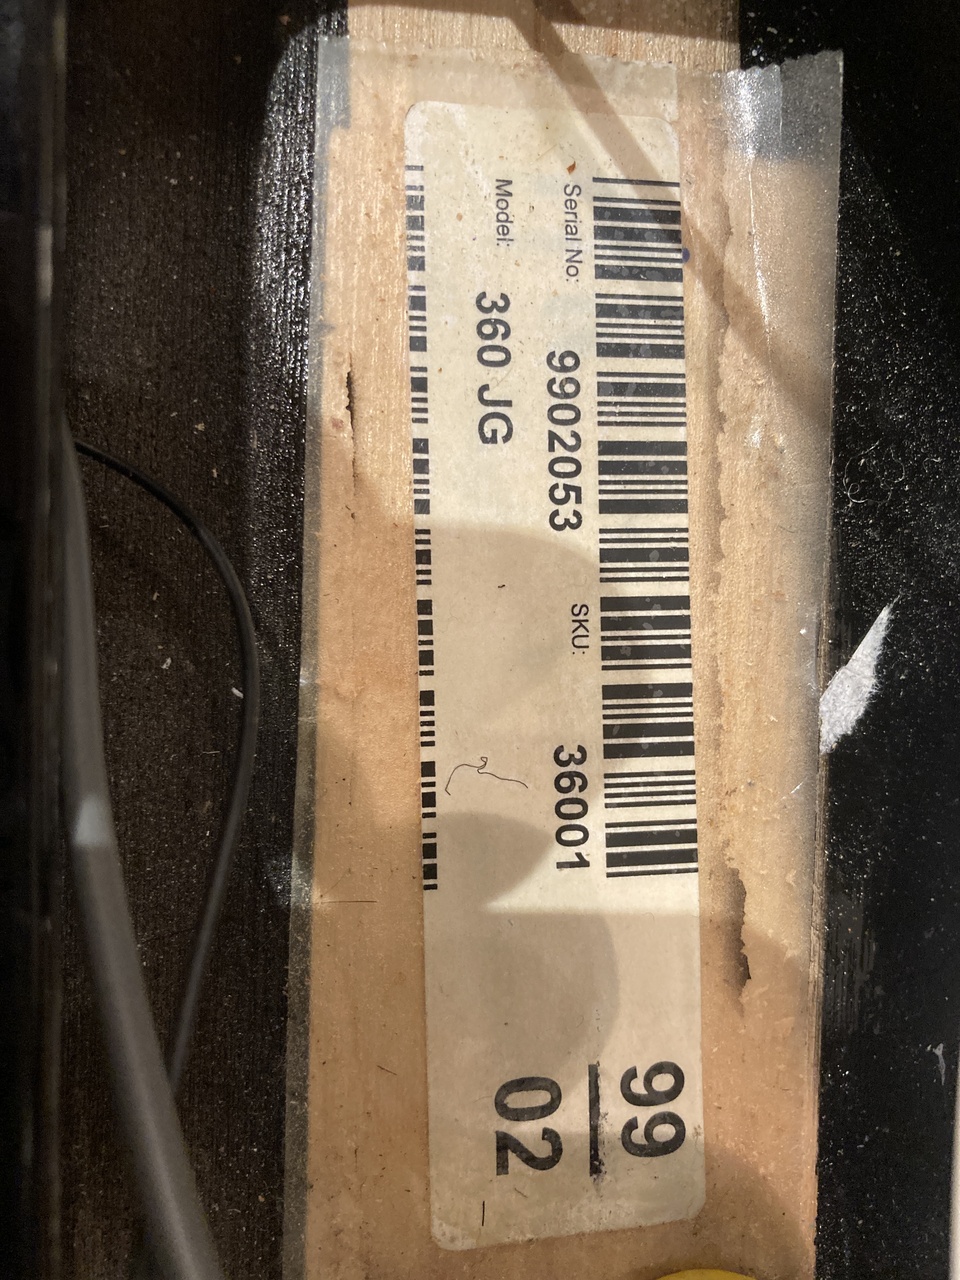 Serial No: 9902053 SKU: 36001
Model: 360 JG
99
02